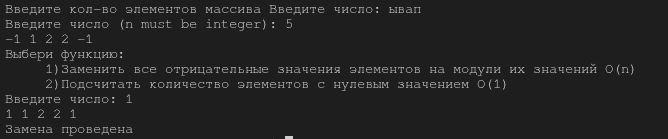 Введите кол-во элементов массива Введите число: ывап
Введите число (n must be integer): 5
-1 1 2 2 -1
Выбери функцию:
1)Заменить все отрицательные значения элементов на модули их значений O(n)
2)Подсчитать количество элементов с нулевым значением O(1)
Введите число: 1
1 1 2 2 1
Замена проведена